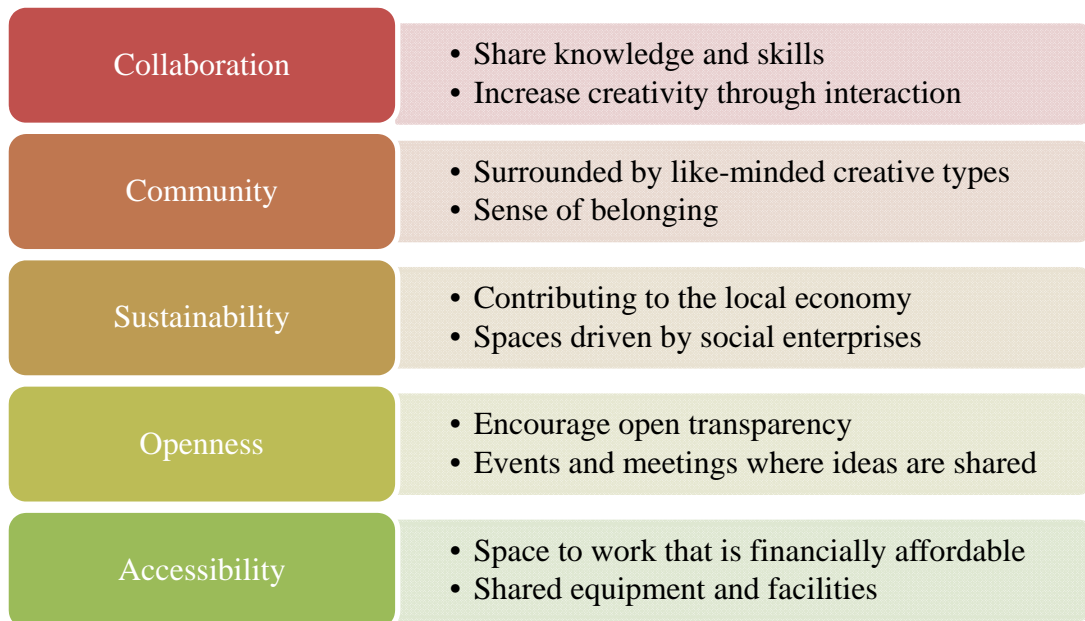 Collaboration
• Share knowledge and skills
• Increase creativity through interaction
Community
• Surrounded by like-minded creative types
• Sense of belonging
Sustainability
• Contributing to the local economy
• Spaces driven by social enterprises
Openness
• Encourage open transparency
• Events and meetings where ideas are shared
Accessibility
• Space to work that is financially affordable
• Shared equipment and facilities